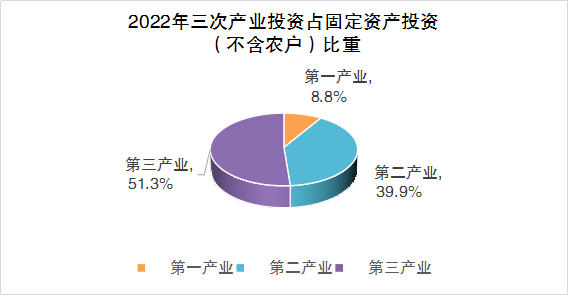 2022年三次产业投资占固定资产投资
（不含农户）比重
第一产业,
8.8%
第三产业,
51.3%
第二产业,
39.9%
第一产业 第二产业 第三产业